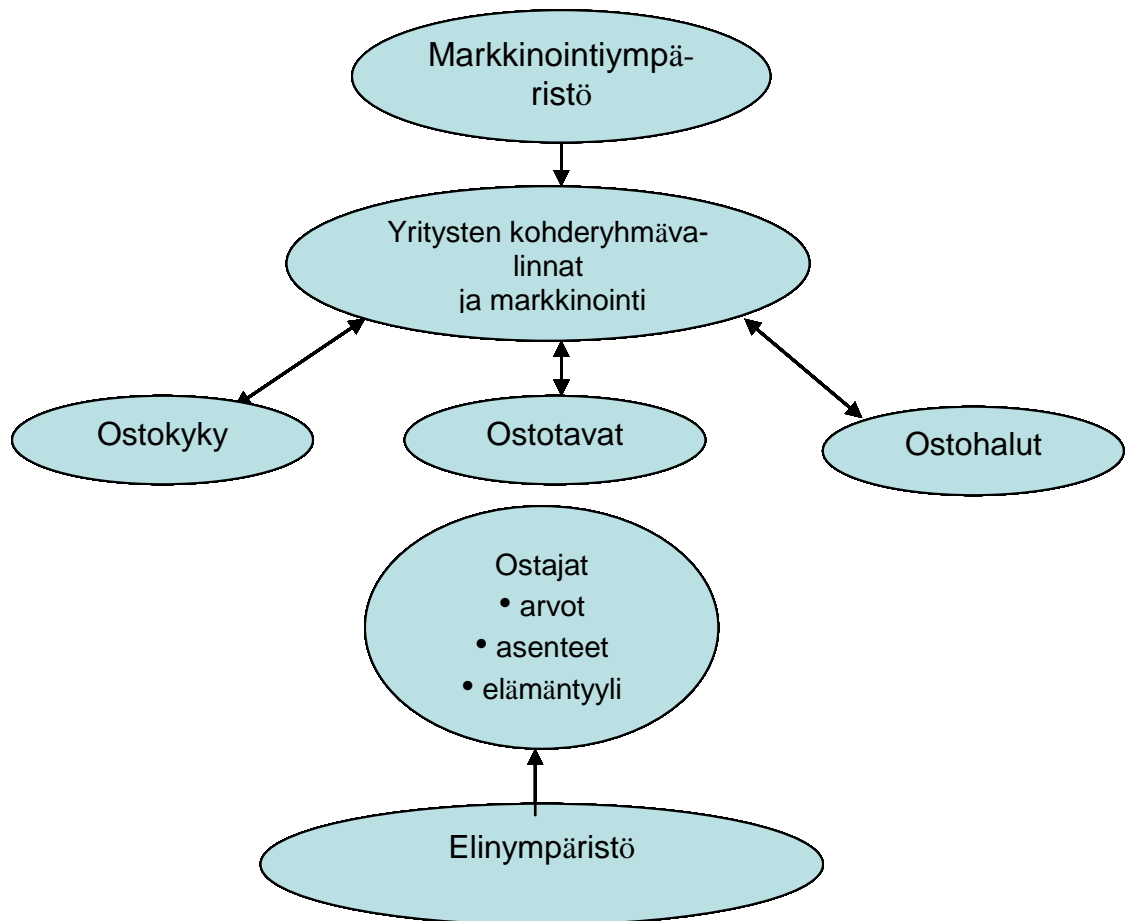 Markkinointiympä-
ristö
Yritysten kohderyhmäva-
linnat
ja markkinointi
Ostokyky
Ostotavat
Ostohalut
Ostajat
• arvot
• asenteet
• elämäntyyli
Elinympäristö